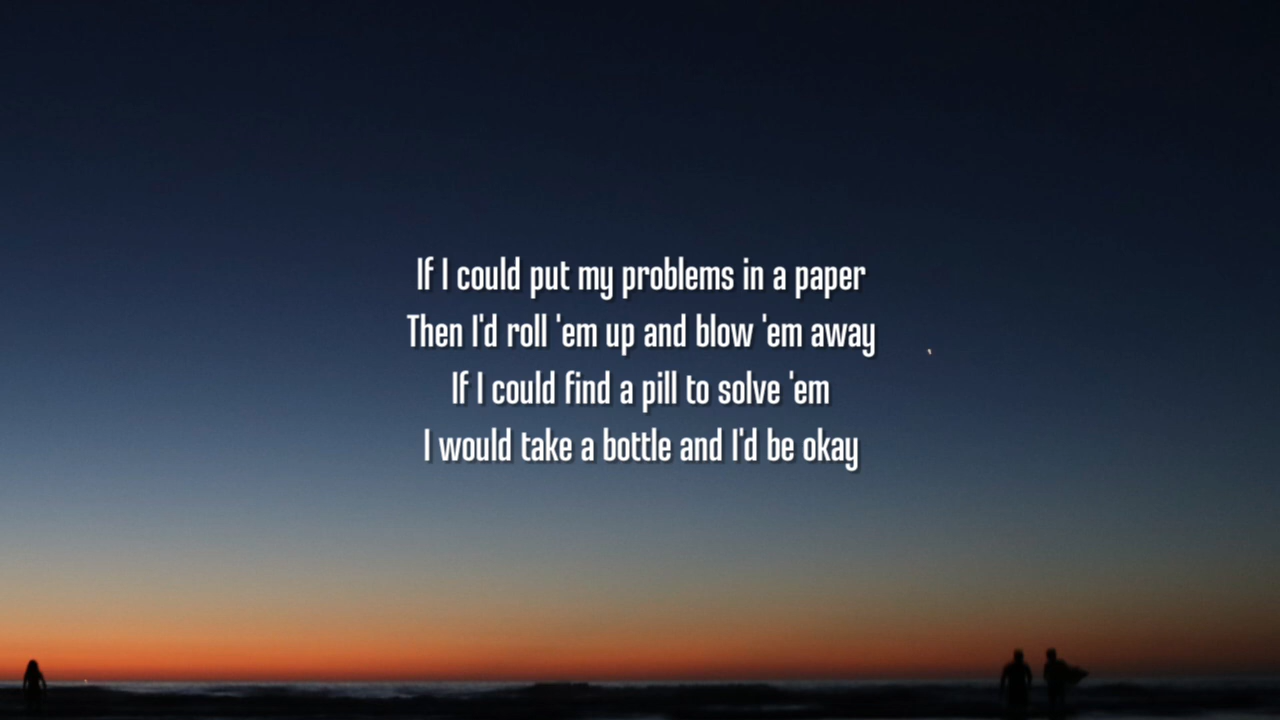 If I could put my problems in a paper
Then I'd roll 'em up and blow 'em away
If I could find a pill to solve 'em
I would take a bottle and I'd be okay